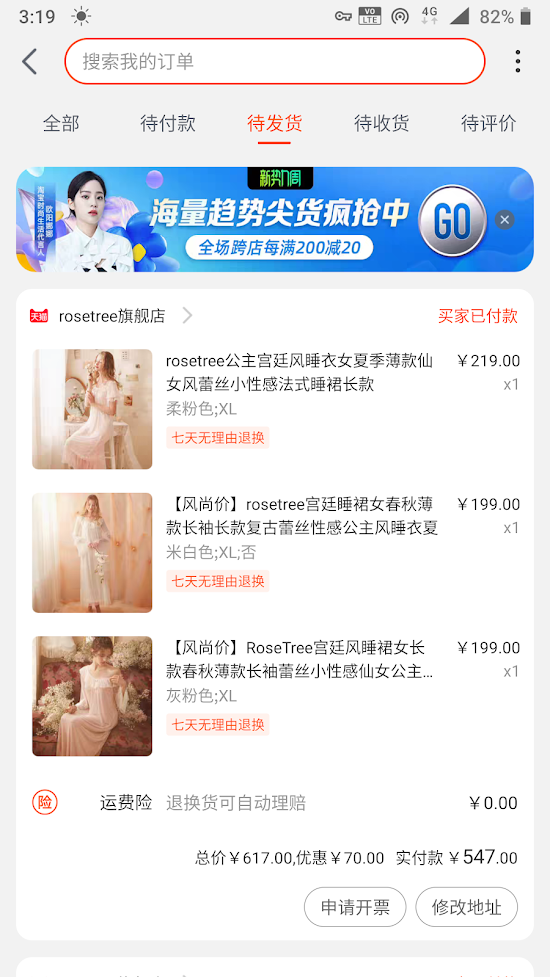 3:19
VO LTE
4G
82%
搜索我的订单
全部
待付款
待发货
待收货
待评价
新势力周
淘宝时尚生活代言人
欧阳娜娜
海量趋势尖货疯抢中
全场跨店每满200减20
GO
天猫
rosetree旗舰店
买家已付款
rosetree公主宫廷风睡衣女夏季薄款仙
￥219.00
女风蕾丝小性感法式睡裙长款
x1
柔粉色;XL
七天无理由退换
【风尚价】rosetree宫廷睡裙女春秋薄
￥199.00
款长袖长款复古蕾丝性感公主风睡衣夏
x1
米白色;XL;否
七天无理由退换
【风尚价】RoseTree宫廷风睡裙女长
￥199.00
款春秋薄款长袖蕾丝小性感仙女公主...
x1
灰粉色;XL
七天无理由退换
险
运费险
退换货可自动理赔
￥0.00
总价￥617.00,优惠￥70.00 实付款 ￥547.00
申请开票
修改地址